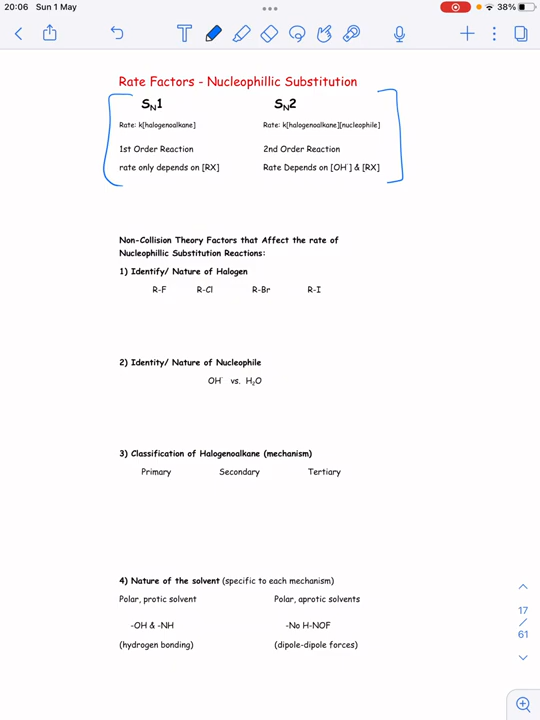 20:06 Sun 1 May
38%
Rate Factors - Nucleophillic Substitution
SN1 SN2
Rate: k[halogenoalkane] Rate: k[halogenoalkane][nucleophile]
1st Order Reaction 2nd Order Reaction
rate only depends on [RX] Rate Depends on [OH⁻] & [RX]
Non-Collision Theory Factors that Affect the rate of
Nucleophillic Substitution Reactions:
1) Identify/ Nature of Halogen
R-F R-Cl R-Br R-I
2) Identity/ Nature of Nucleophile
OH⁻ vs. H₂O
3) Classification of Halogenoalkane (mechanism)
Primary Secondary Tertiary
4) Nature of the solvent (specific to each mechanism)
Polar, protic solvent Polar, aprotic solvents
-OH & -NH -No H-NOF
(hydrogen bonding) (dipole-dipole forces)
17
/
61